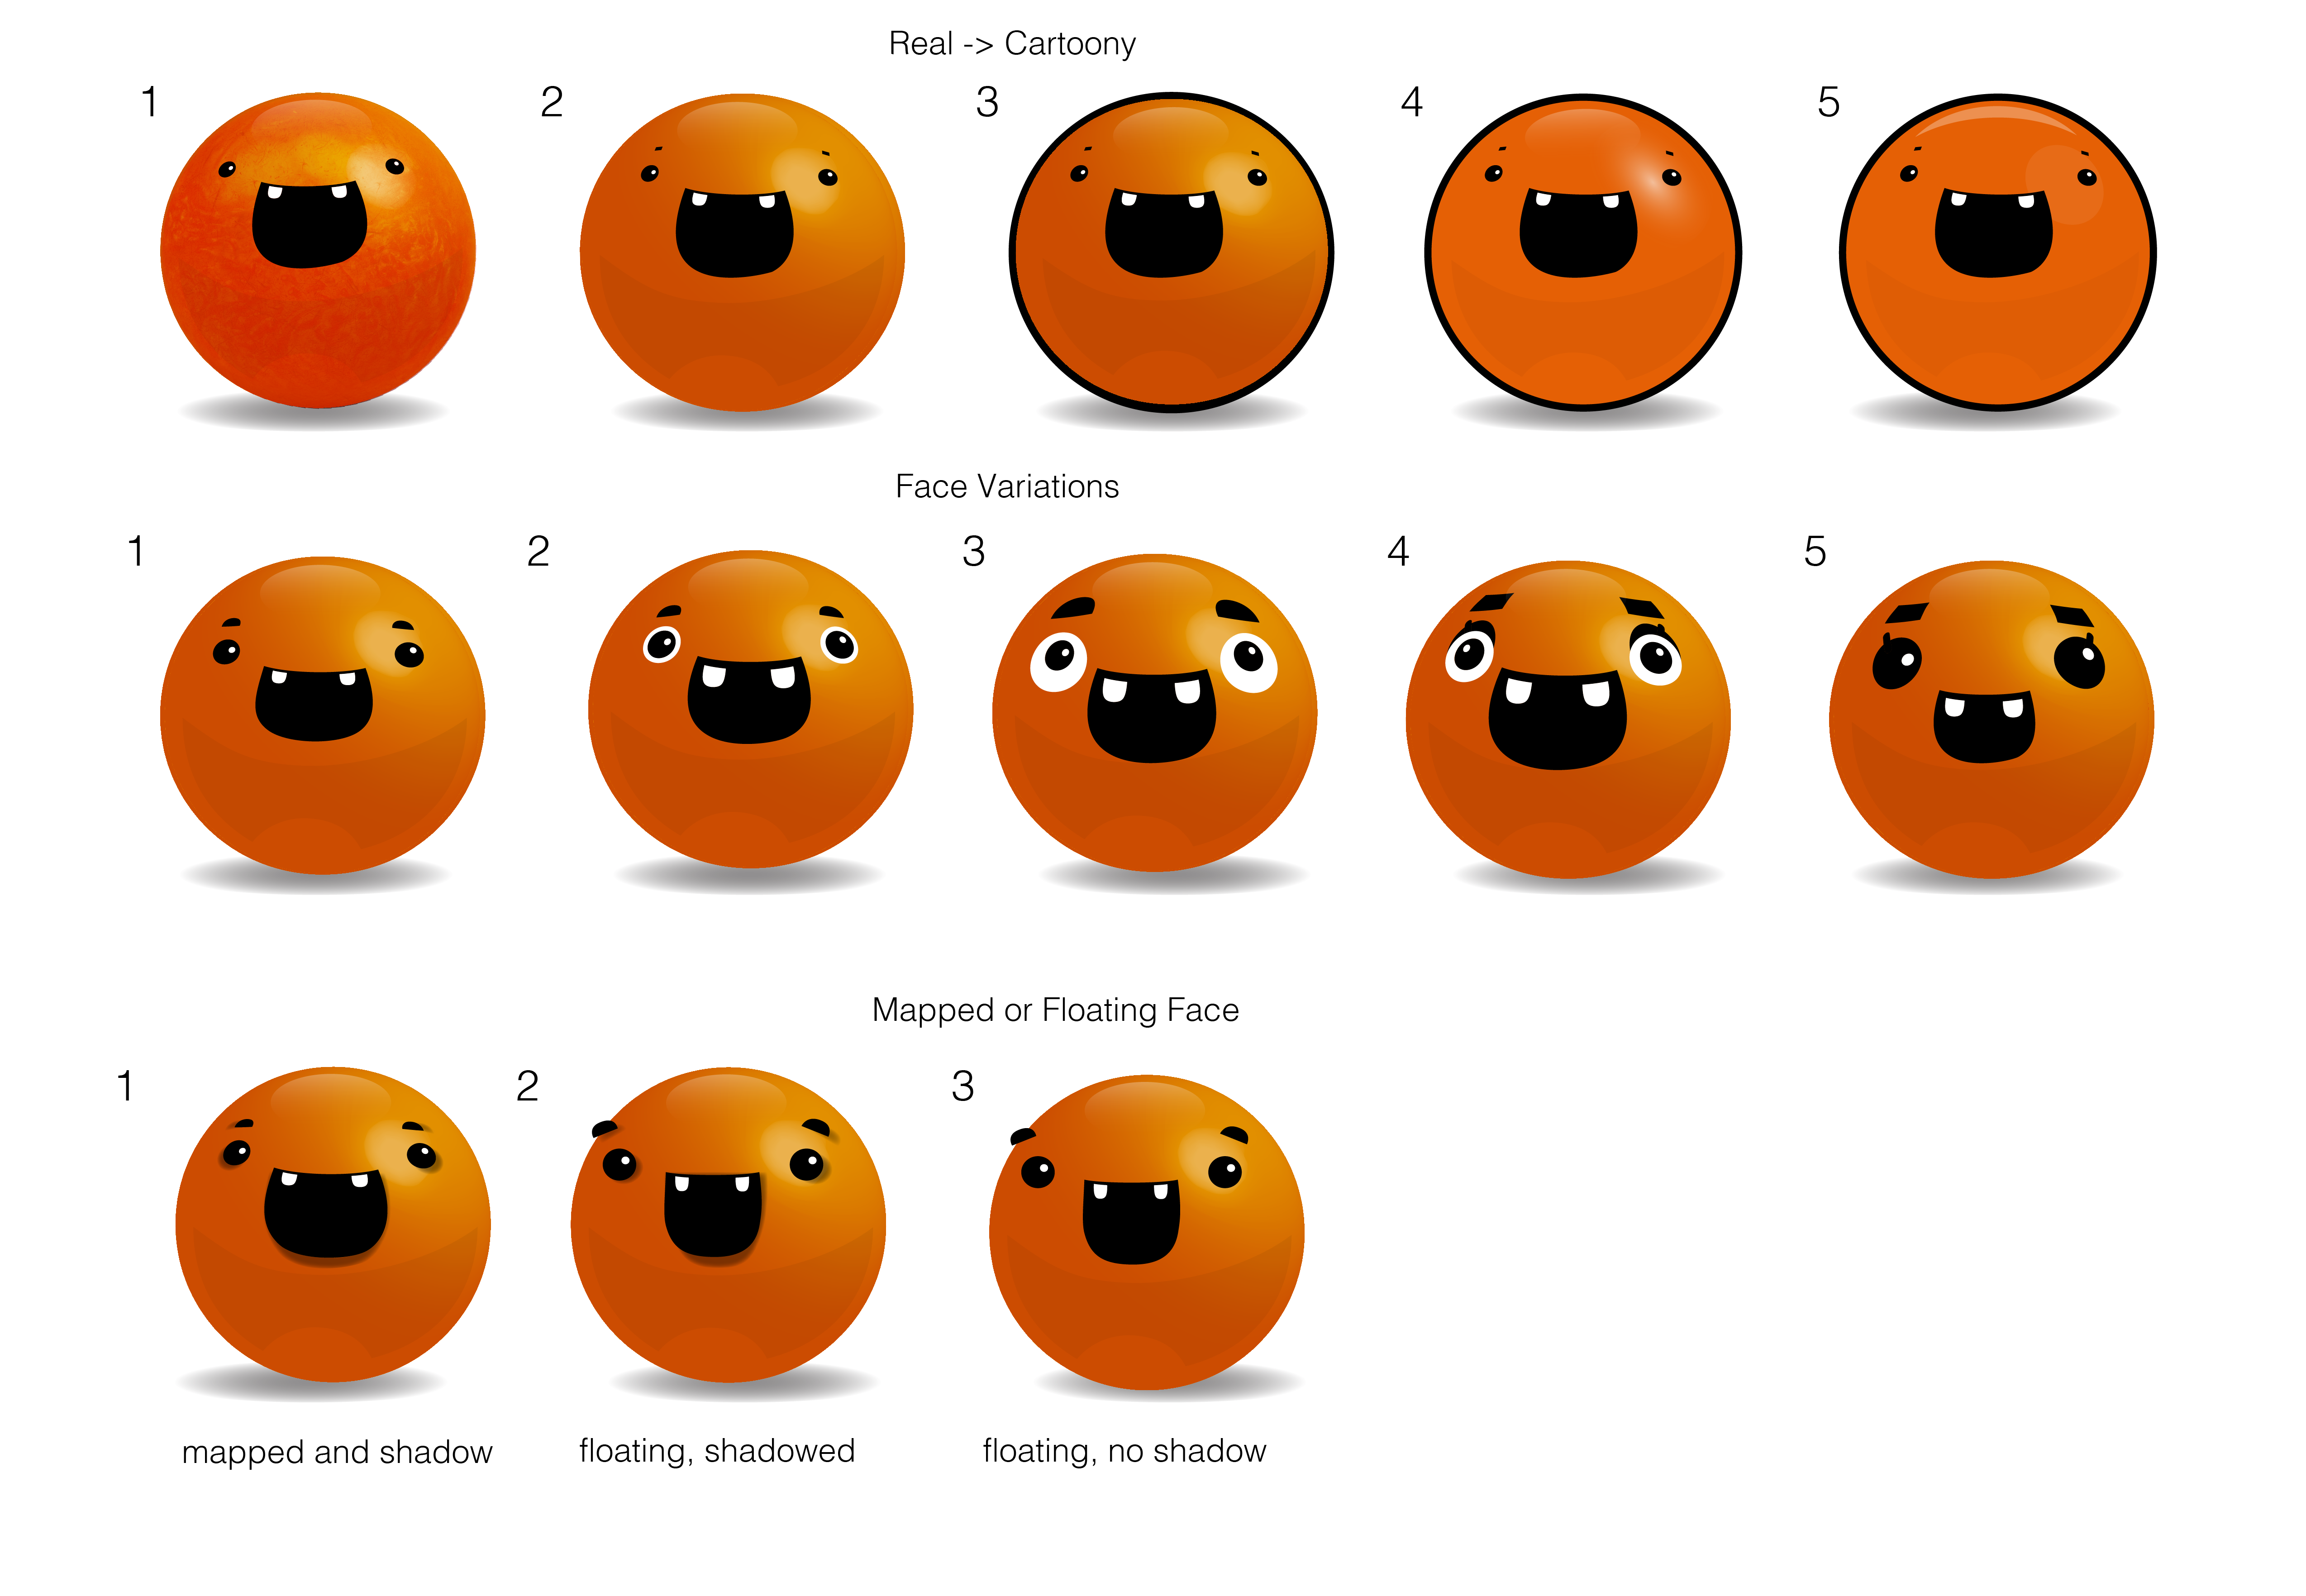 Real -> Cartoony
1 2 3 4 5
Face Variations
1 2 3 4 5
Mapped or Floating Face
1 2 3
mapped and shadow floating, shadowed floating, no shadow